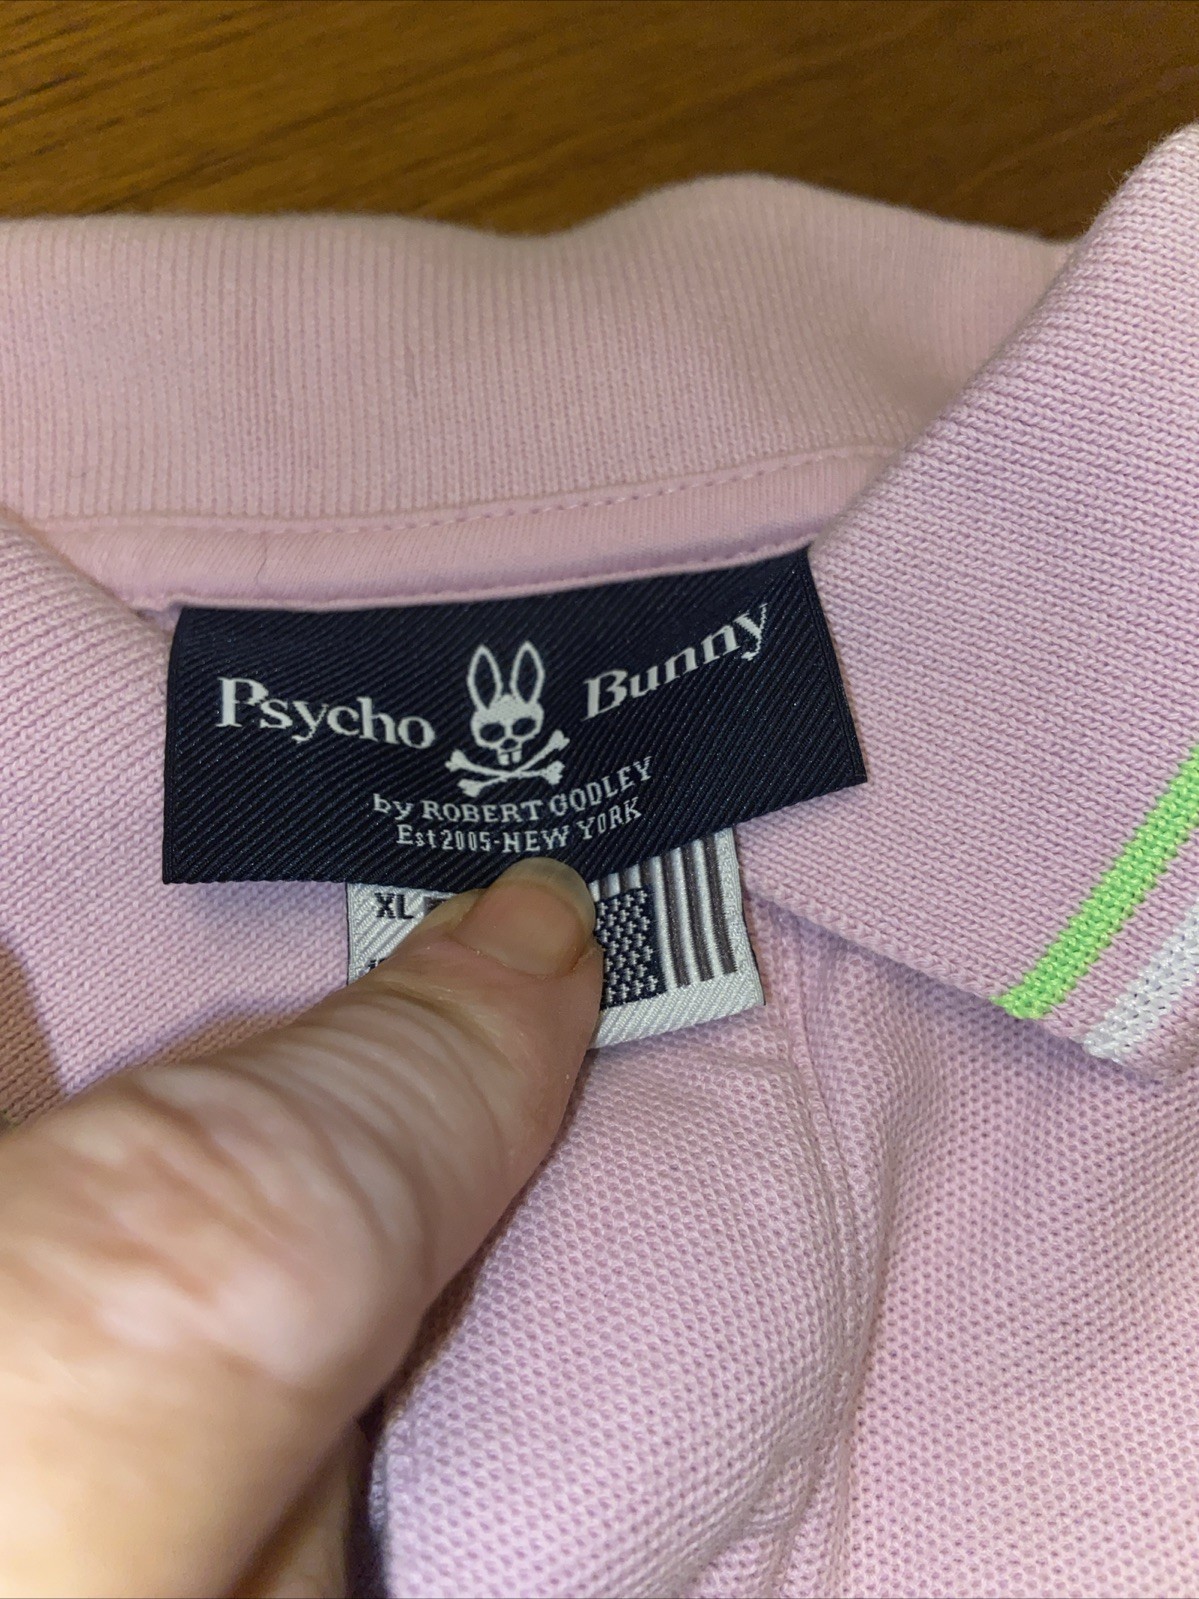 Psycho Bunny
by ROBERT GODLEY
Est 2005-NEW YORK
XL